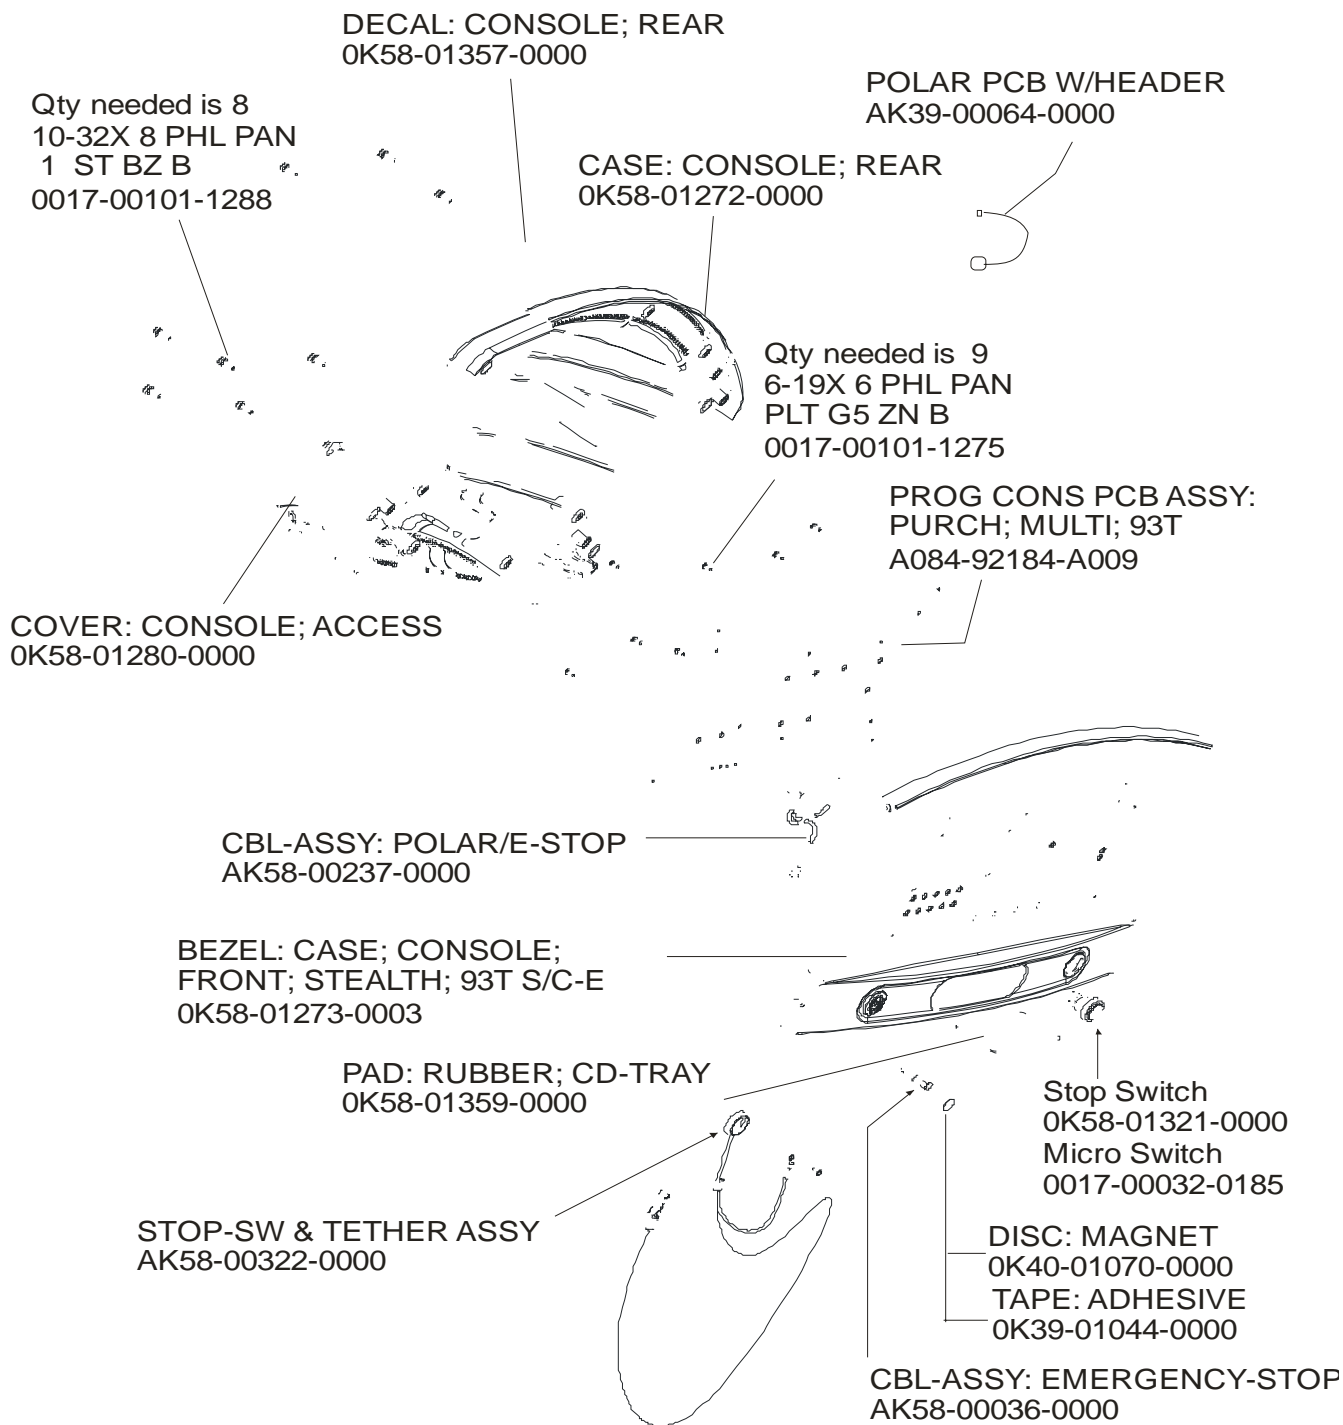 DECAL: CONSOLE; REAR
0K58-01357-0000
POLAR PCB W/HEADER
AK39-00064-0000
Qty needed is 8
10-32X 8 PHL PAN
1 ST BZ B
0017-00101-1288
CASE: CONSOLE; REAR
0K58-01272-0000
Qty needed is 9
6-19X 6 PHL PAN
PLT G5 ZN B
0017-00101-1275
PROG CONS PCB ASSY:
PURCH; MULTI; 93T
A084-92184-A009
COVER: CONSOLE; ACCESS
0K58-01280-0000
CBL-ASSY: POLAR/E-STOP
AK58-00237-0000
BEZEL: CASE; CONSOLE;
FRONT; STEALTH; 93T S/C-E
0K58-01273-0003
PAD: RUBBER; CD-TRAY
0K58-01359-0000
Stop Switch
0K58-01321-0000
Micro Switch
0017-00032-0185
STOP-SW & TETHER ASSY
AK58-00322-0000
DISC: MAGNET
0K40-01070-0000
TAPE: ADHESIVE
0K39-01044-0000
CBL-ASSY: EMERGENCY-STOP
AK58-00036-0000